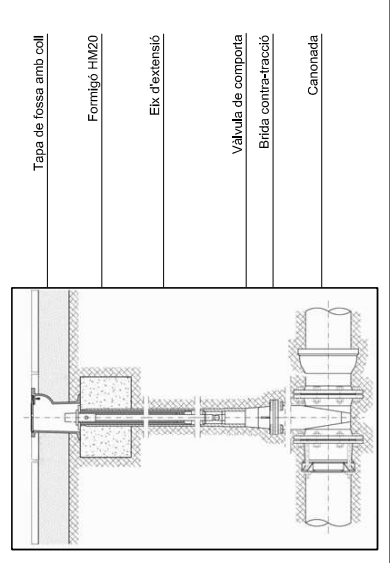 Tapa de fossa amb coll
Formigó HM20
Eix d'extensió
Vàlvula de comporta
Brida contra-tracció
Canonada